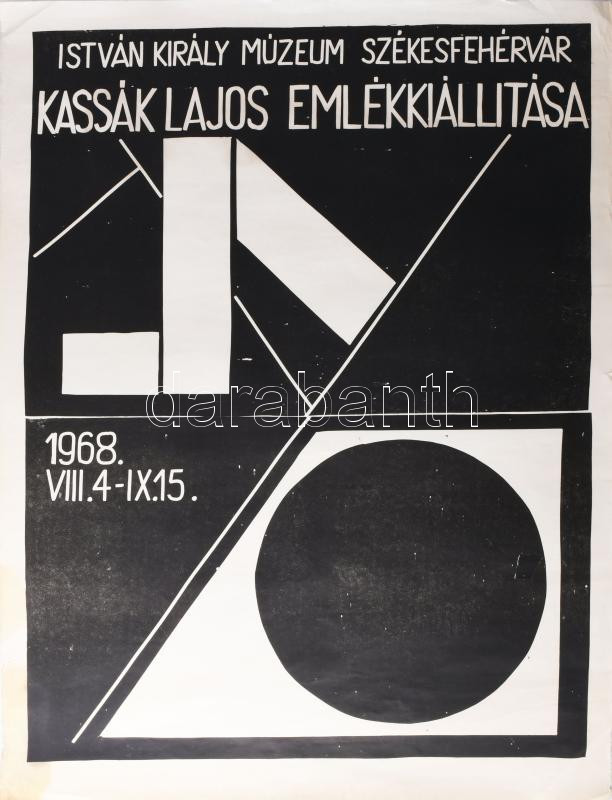 ISTVÁN KIRÁLY MÚZEUM SZÉKESFEHÉRVÁR
KASSÁK LAJOS EMLÉKKIÁLLITÁSA
darabanth
1968.
VIII.4-IX.15.